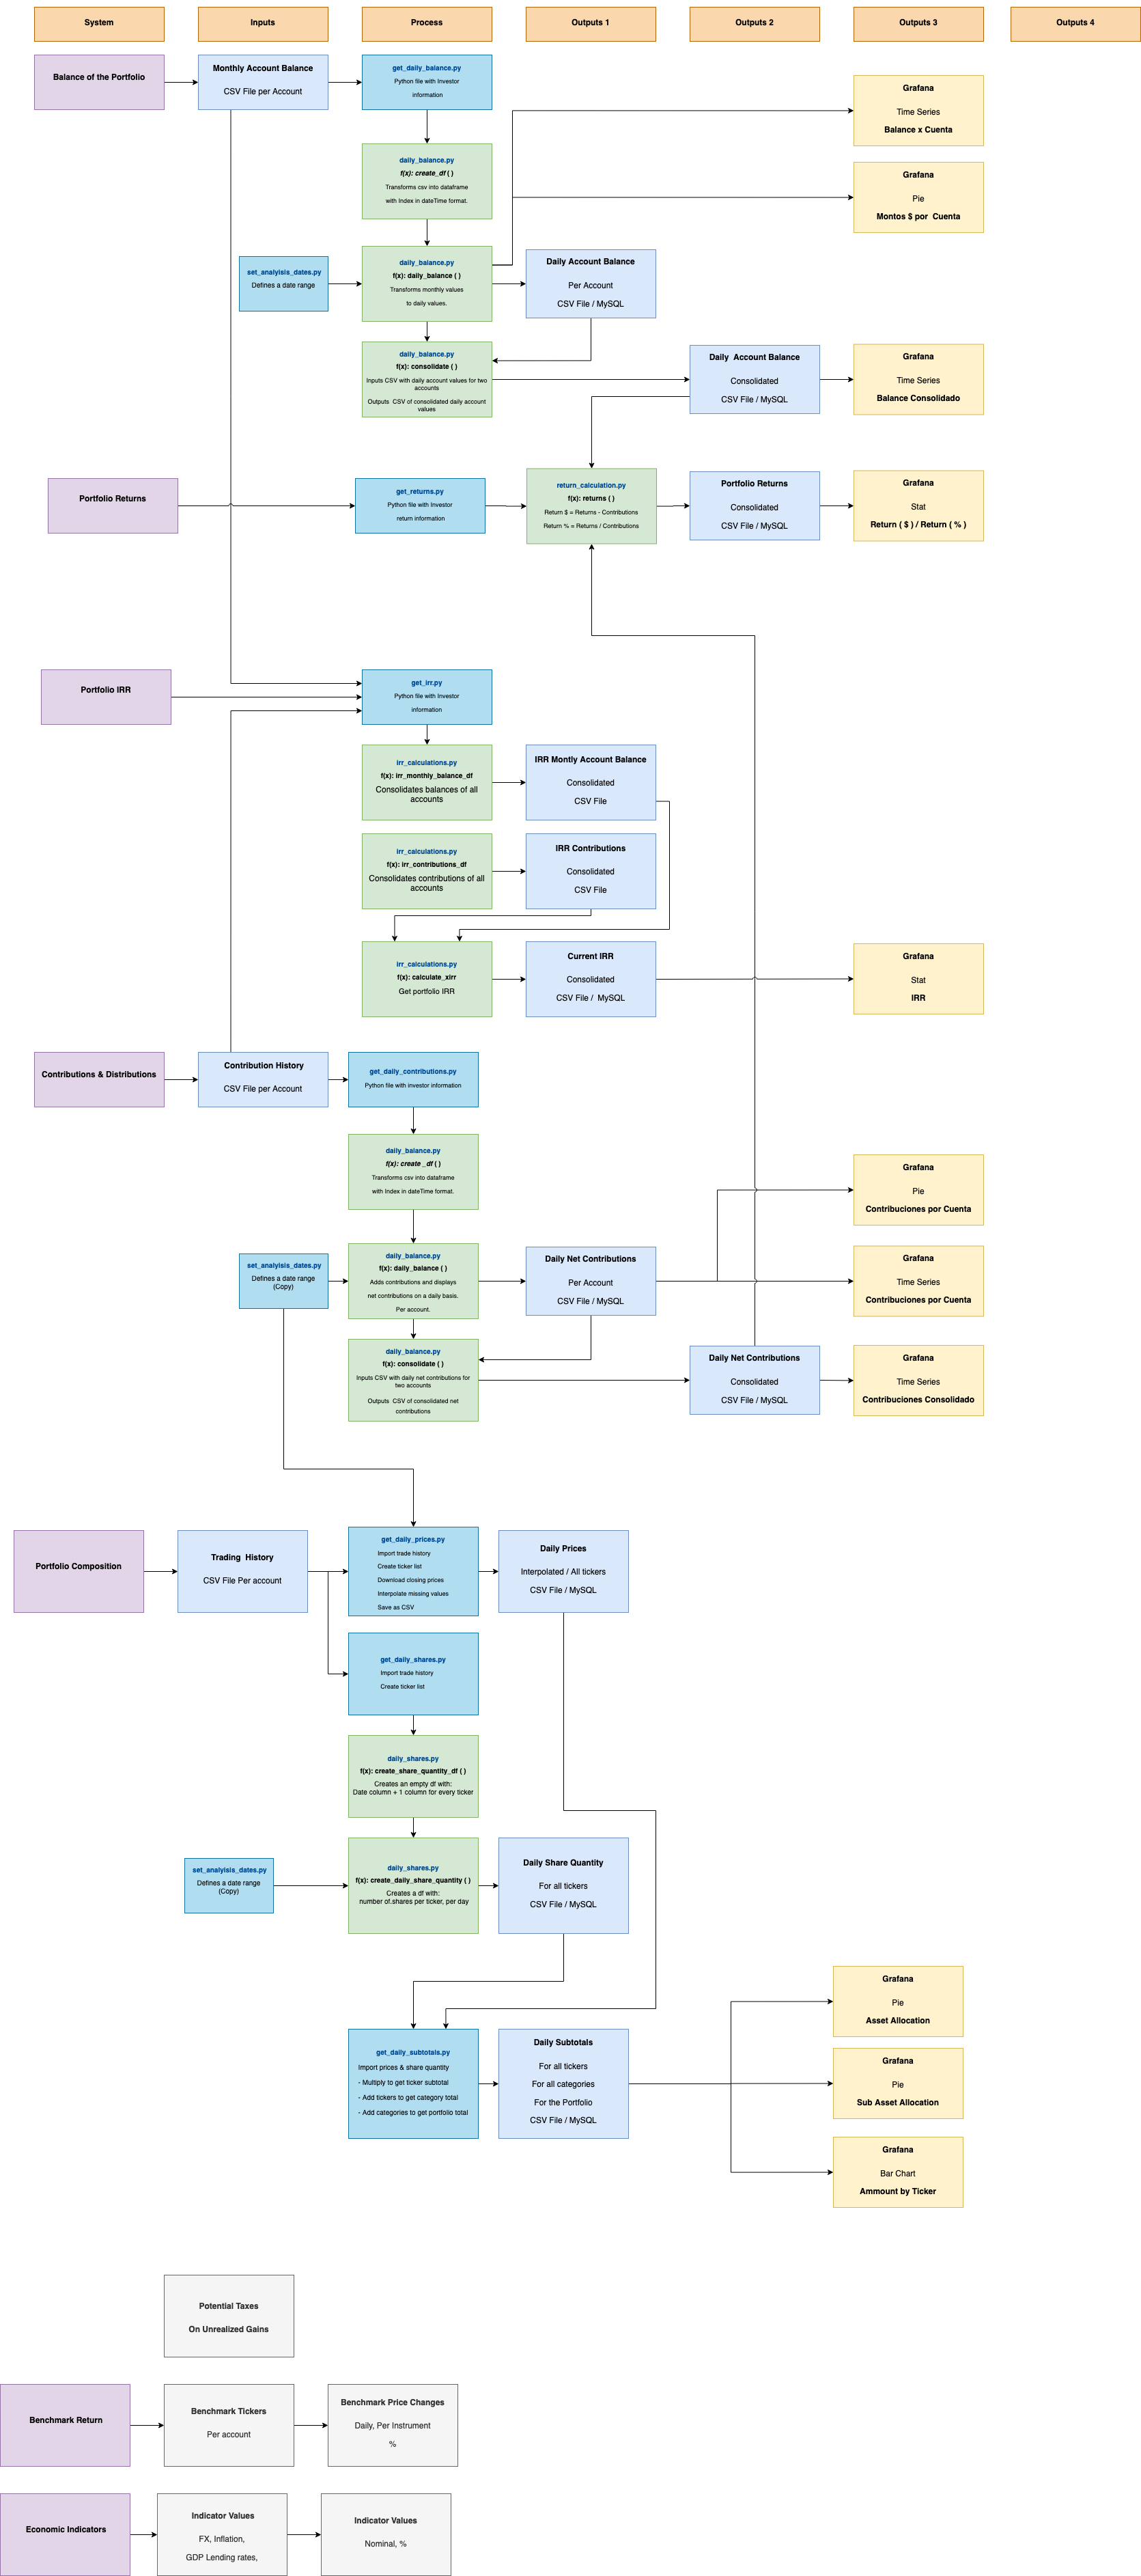 System
Inputs
Process
Outputs 1
Outputs 2
Outputs 3
Outputs 4
Balance of the Portfolio
Monthly Account Balance
CSV File per Account
get_daily_balance.py
Python file with Investor
information
Grafana
Time Series
Balance x Cuenta
daily_balance.py
f(x): create_df ( )
Transforms csv into dataframe
with Index in dateTime format.
Grafana
Pie
Montos $ por  Cuenta
set_analyisis_dates.py
Defines a date range
daily_balance.py
f(x): daily_balance ( )
Transforms monthly values
to daily values.
Daily Account Balance
Per Account
CSV File / MySQL
daily_balance.py
f(x): consolidate ( )
Inputs CSV with daily account values for two
accounts
Outputs  CSV of consolidated daily account
values
Daily  Account Balance
Consolidated
CSV File / MySQL
Grafana
Time Series
Balance Consolidado
Portfolio Returns
get_returns.py
Python file with Investor
return information
return_calculation.py
f(x): returns ( )
Return $ = Returns - Contributions
Return % = Returns / Contributions
Portfolio Returns
Consolidated
CSV File / MySQL
Grafana
Stat
Return ( $ ) / Return ( % )
Portfolio IRR
get_irr.py
Python file with Investor
information
irr_calculations.py
f(x): irr_monthly_balance_df
Consolidates balances of all
accounts
IRR Montly Account Balance
Consolidated
CSV File
irr_calculations.py
f(x): irr_contributions_df
Consolidates contributions of all
accounts
IRR Contributions
Consolidated
CSV File
irr_calculations.py
f(x): calculate_xirr
Get portfolio IRR
Current IRR
Consolidated
CSV File /  MySQL
Grafana
Stat
IRR
Contributions & Distributions
Contribution History
CSV File per Account
get_daily_contributions.py
Python file with investor information
daily_balance.py
f(x): create _df ( )
Transforms csv into dataframe
with Index in dateTime format.
Grafana
Pie
Contribuciones por Cuenta
set_analyisis_dates.py
Defines a date range
(Copy)
daily_balance.py
f(x): daily_balance ( )
Adds contributions and displays
net contributions on a daily basis.
Per account.
Daily Net Contributions
Per Account
CSV File / MySQL
Grafana
Time Series
Contribuciones por Cuenta
daily_balance.py
f(x): consolidate ( )
Inputs CSV with daily net contributions for
two accounts
Outputs  CSV of consolidated net
contributions
Daily Net Contributions
Consolidated
CSV File / MySQL
Grafana
Time Series
Contribuciones Consolidado
Portfolio Composition
Trading  History
CSV File Per account
get_daily_prices.py
Import trade history
Create ticker list
Download closing prices
Interpolate missing values
Save as CSV
Daily Prices
Interpolated / All tickers
CSV File / MySQL
get_daily_shares.py
Import trade history
Create ticker list
daily_shares.py
f(x): create_share_quantity_df ( )
Creates an empty df with:
Date column + 1 column for every ticker
set_analyisis_dates.py
Defines a date range
(Copy)
daily_shares.py
f(x): create_daily_share_quantity ( )
Creates a df with:
number of.shares per ticker, per day
Daily Share Quantity
For all tickers
CSV File / MySQL
Grafana
Pie
Asset Allocation
get_daily_subtotals.py
Import prices & share quantity
- Multiply to get ticker subtotal
- Add tickers to get category total
- Add categories to get portfolio total
Daily Subtotals
For all tickers
For all categories
For the Portfolio
CSV File / MySQL
Grafana
Pie
Sub Asset Allocation
Grafana
Bar Chart
Ammount by Ticker
Potential Taxes
On Unrealized Gains
Benchmark Return
Benchmark Tickers
Per account
Benchmark Price Changes
Daily, Per Instrument
%
Economic Indicators
Indicator Values
FX, Inflation,
GDP Lending rates,
Indicator Values
Nominal, %